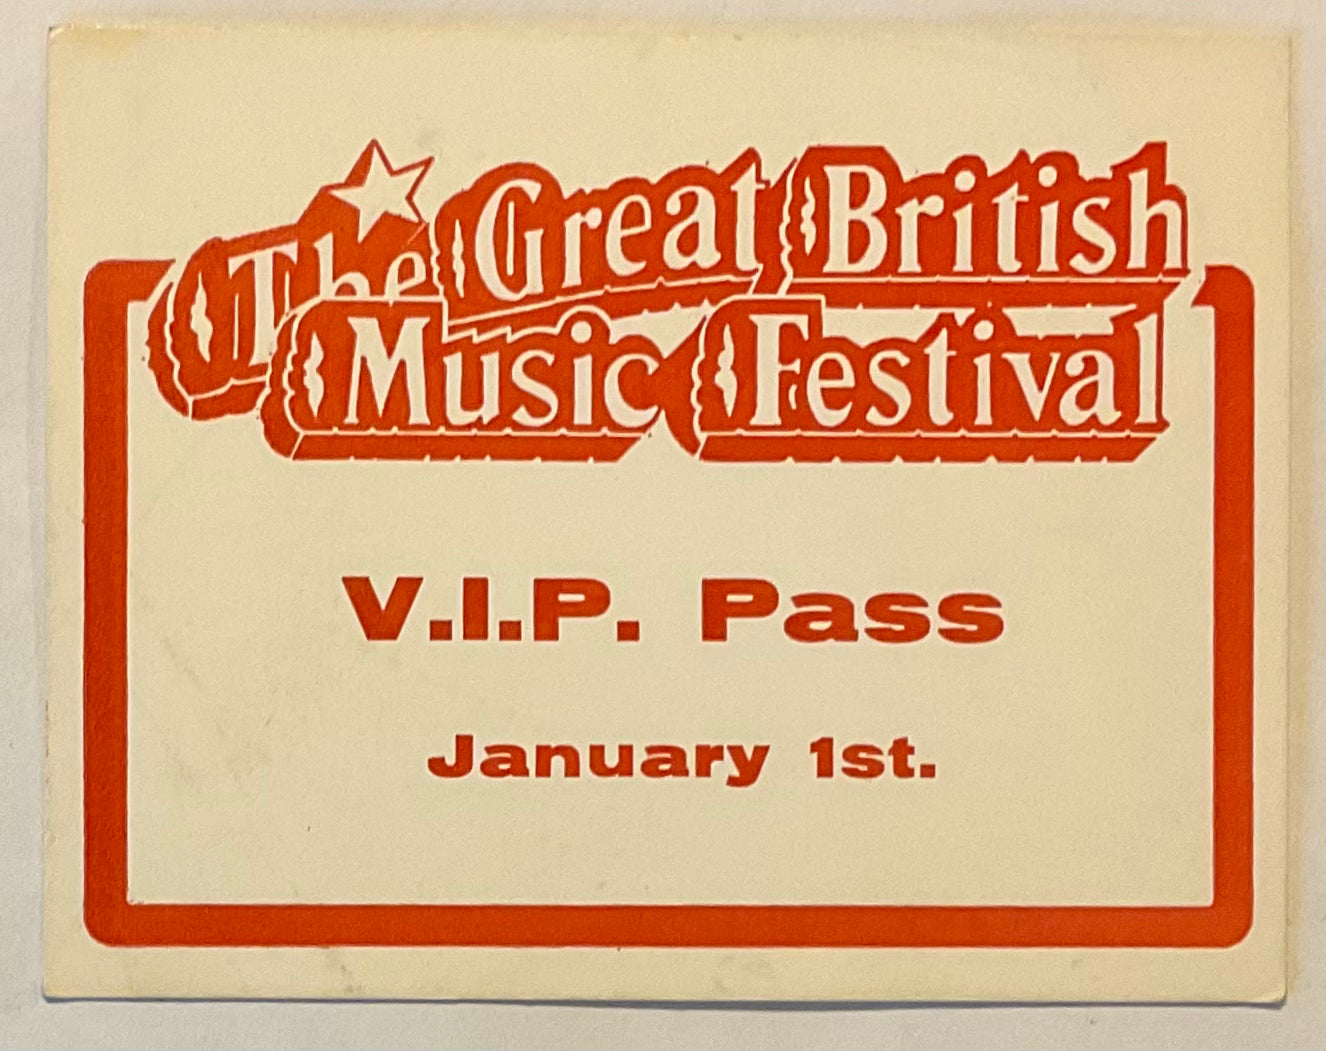 The Great British
Music Festival
V.I.P. Pass
January 1st.